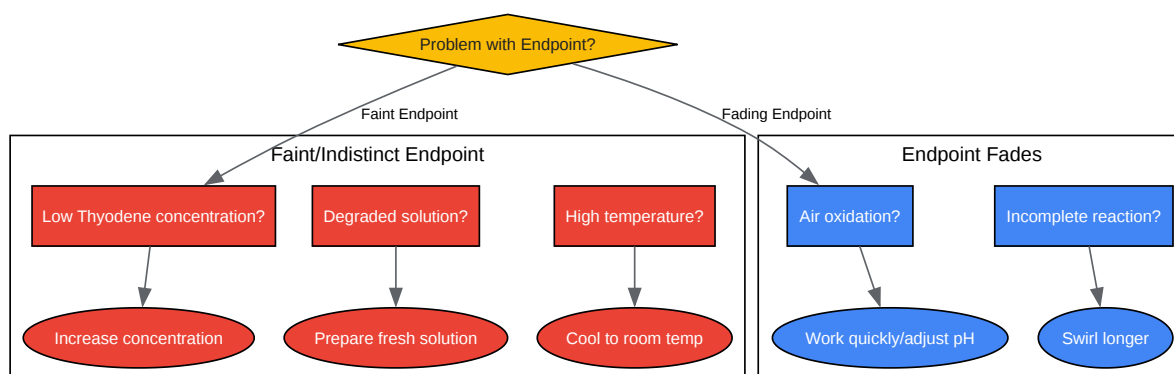 Problem with Endpoint?
Faint Endpoint
Fading Endpoint
Faint/Indistinct Endpoint
Endpoint Fades
Low Thyodene concentration?
Degraded solution?
High temperature?
Air oxidation?
Incomplete reaction?
Increase concentration
Prepare fresh solution
Cool to room temp
Work quickly/adjust pH
Swirl longer